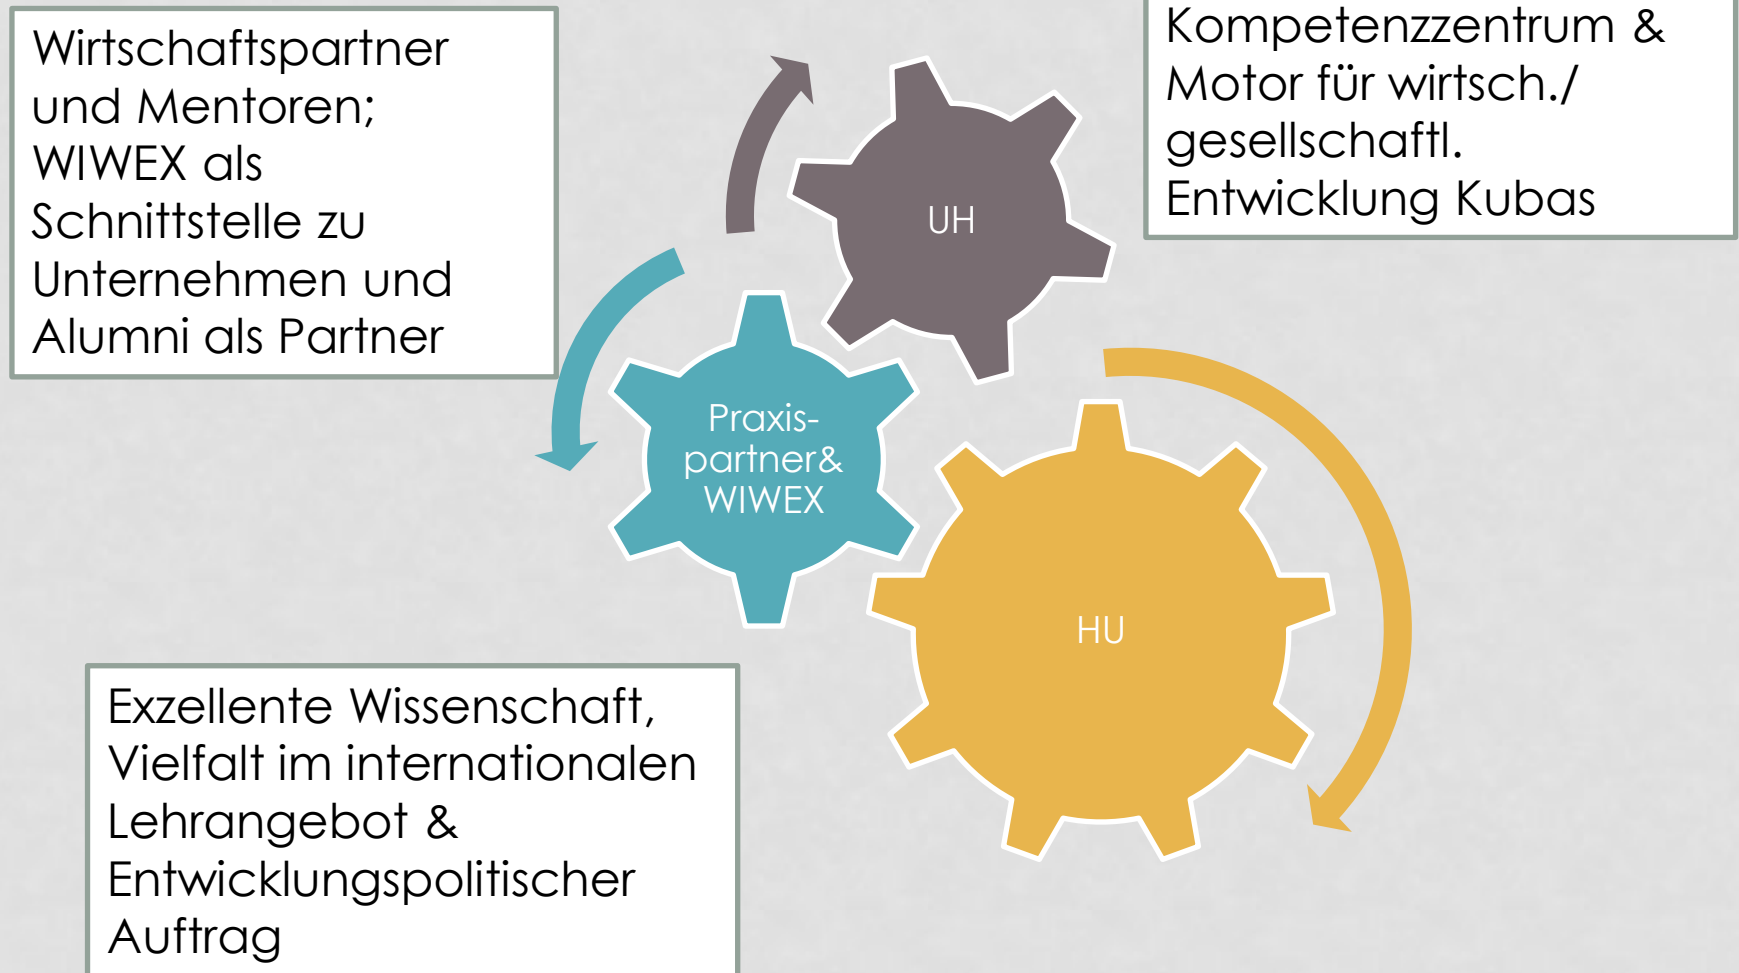 Wirtschaftspartner
und Mentoren;
WIWEX als
Schnittstelle zu
Unternehmen und
Alumni als Partner
Kompetenzzentrum &
Motor für wirtsch./
gesellschaftl.
Entwicklung Kubas
UH
Praxis-
partner&
WIWEX
HU
Exzellente Wissenschaft,
Vielfalt im internationalen
Lehrangebot &
Entwicklungspolitischer
Auftrag